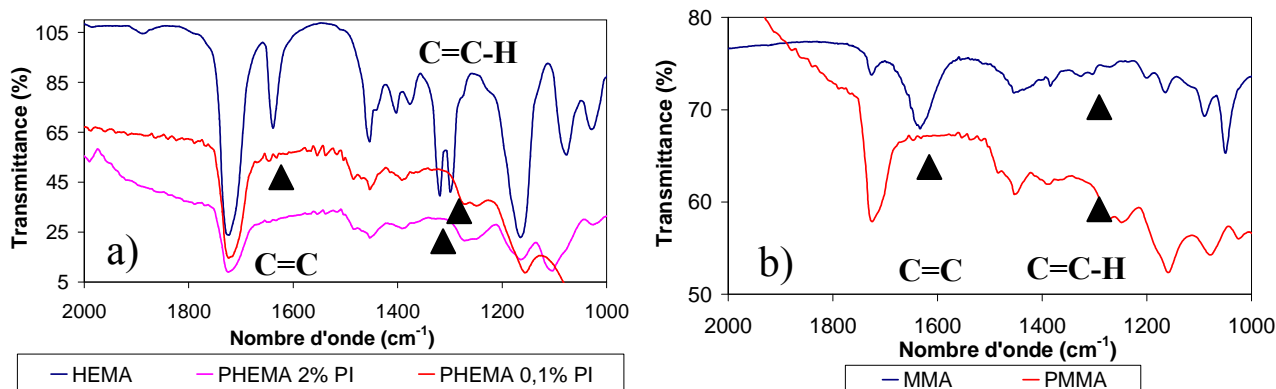 105
85
65
45
25
5
Transmittance (%)
C=C-H
a)
C=C
2000 1800 1600 1400 1200 1000
Nombre d'onde (cm⁻¹)
HEMA PHEMA 2% PI PHEMA 0,1% PI
80
70
60
50
Transmittance (%)
b)
C=C C=C-H
2000 1800 1600 1400 1200 1000
Nombre d'onde (cm⁻¹)
MMA PMMA